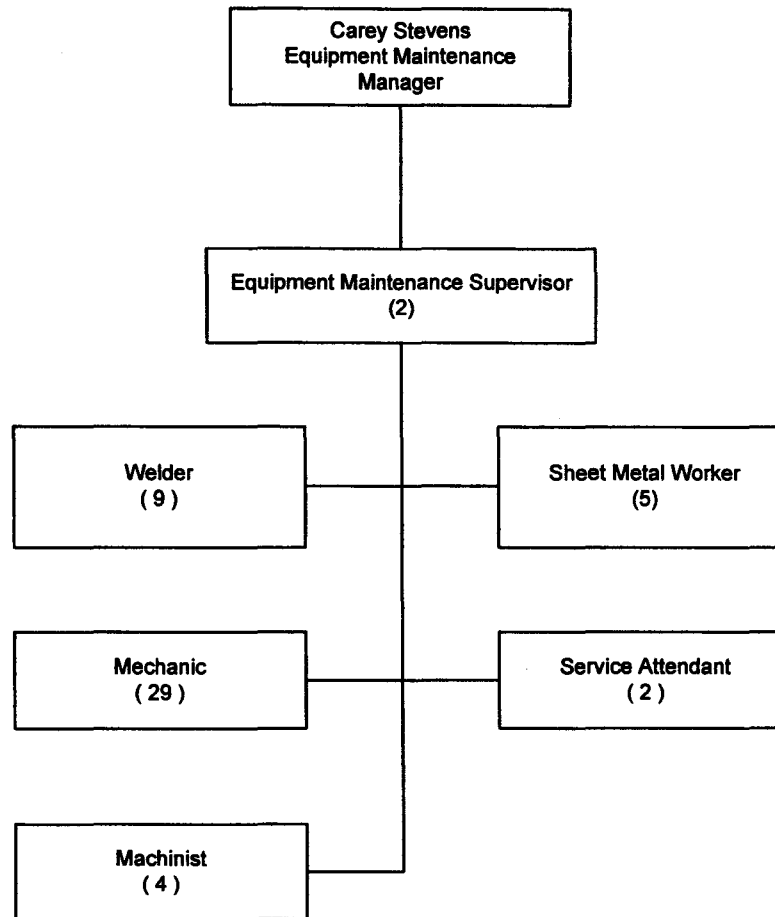 Carey Stevens
Equipment Maintenance
Manager
Equipment Maintenance Supervisor
(2)
Welder
( 9 )
Sheet Metal Worker
(5)
Mechanic
( 29 )
Service Attendant
( 2 )
Machinist
( 4 )